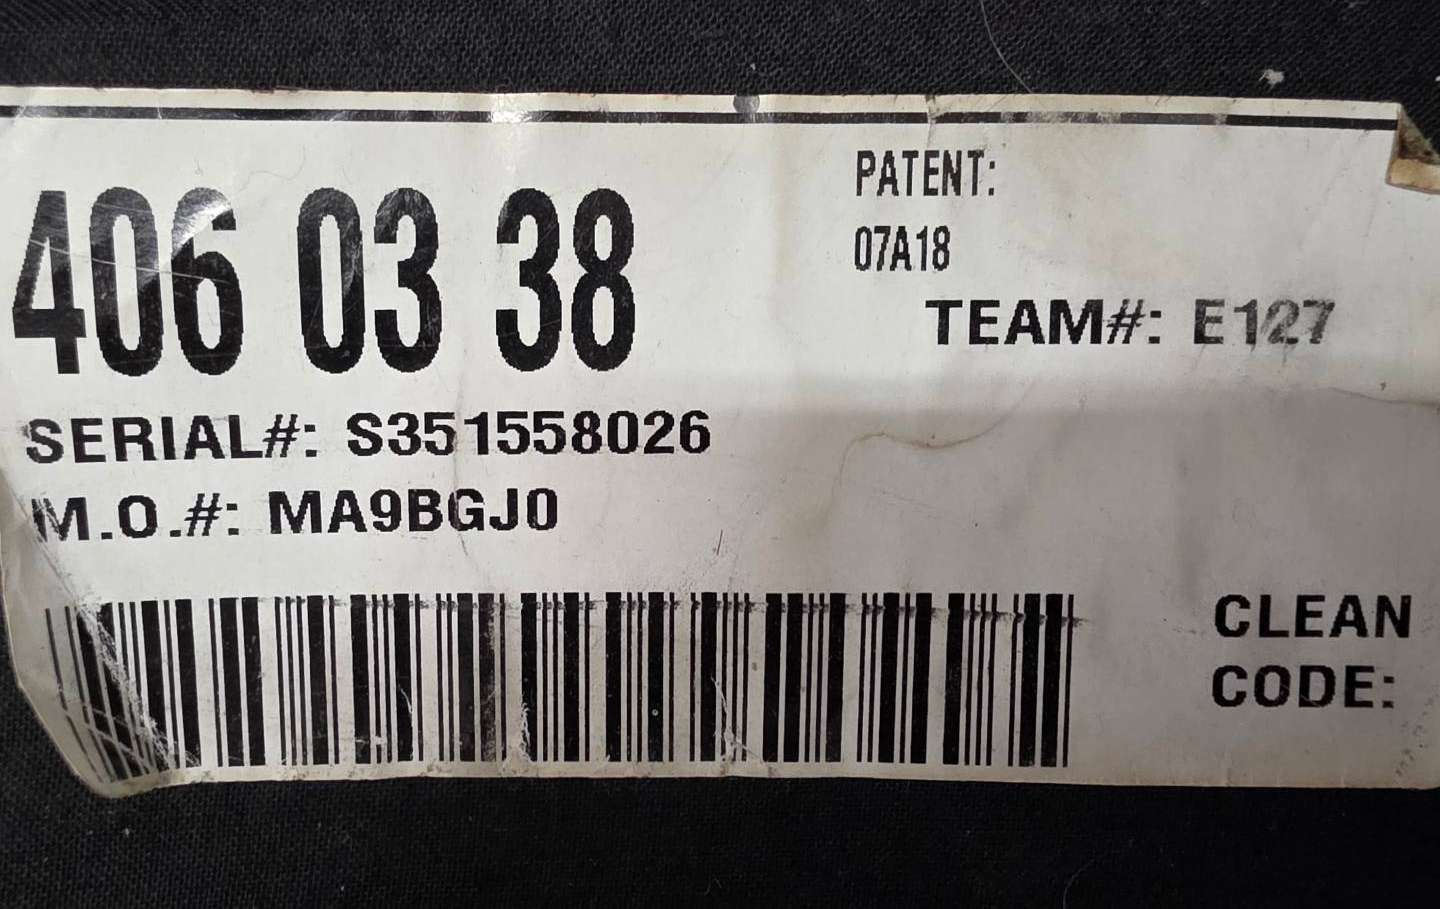 406 03 38
PATENT:
07A18
TEAM#: E127
SERIAL#: S351558026
M.O.#: MA9BGJ0
CLEAN
CODE: